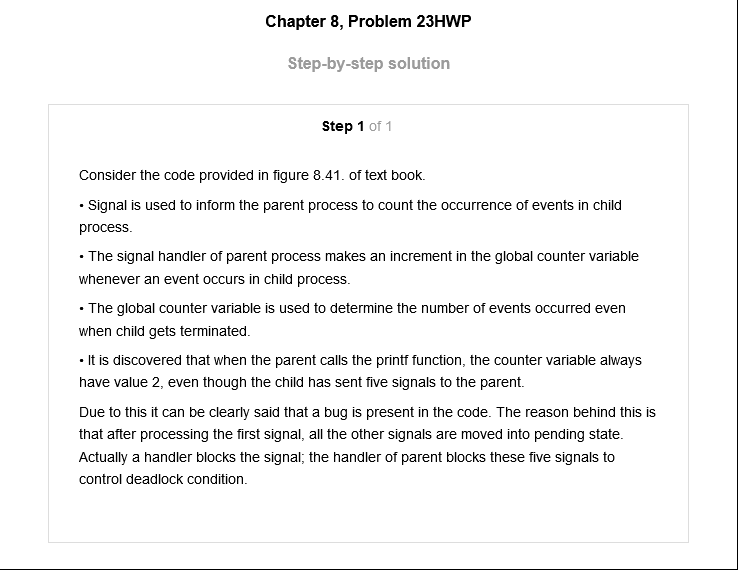 Chapter 8, Problem 23HWP
Step-by-step solution
Step 1 of 1
Consider the code provided in figure 8.41. of text book.
• Signal is used to inform the parent process to count the occurrence of events in child
process.
• The signal handler of parent process makes an increment in the global counter variable
whenever an event occurs in child process.
• The global counter variable is used to determine the number of events occurred even
when child gets terminated.
• It is discovered that when the parent calls the printf function, the counter variable always
have value 2, even though the child has sent five signals to the parent.
Due to this it can be clearly said that a bug is present in the code. The reason behind this is
that after processing the first signal, all the other signals are moved into pending state.
Actually a handler blocks the signal; the handler of parent blocks these five signals to
control deadlock condition.